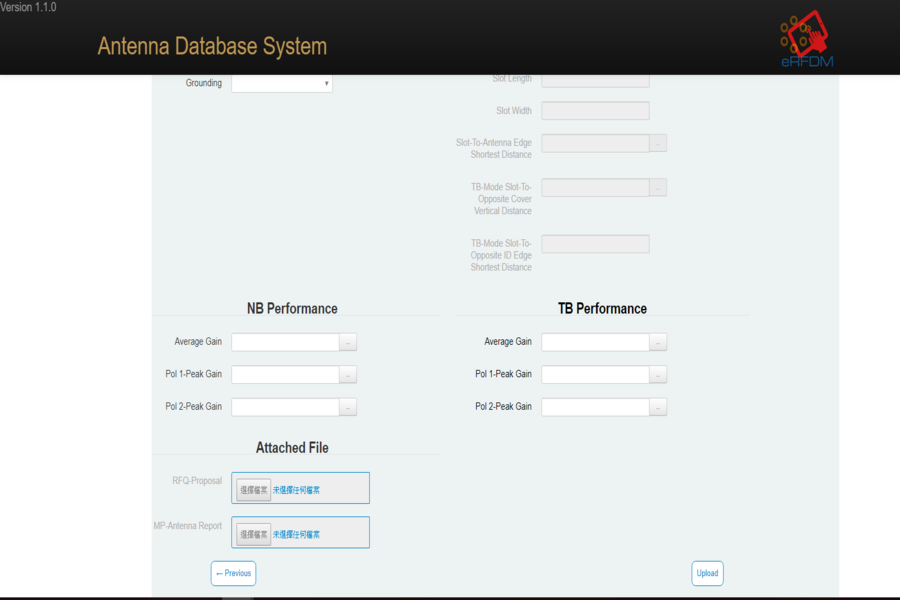 Version 1.1.0
Antenna Database System
eRFDM
Grounding
Slot Length
Slot Width
Slot-To-Antenna Edge
Shortest Distance
...
TB-Mode Slot-To-
Opposite Cover
Vertical Distance
...
TB-Mode Slot-To-
Opposite ID Edge
Shortest Distance
NB Performance
TB Performance
Average Gain
...
Average Gain
...
Pol 1-Peak Gain
...
Pol 1-Peak Gain
...
Pol 2-Peak Gain
...
Pol 2-Peak Gain
...
Attached File
RFQ-Proposal
選擇檔案 未選擇任何檔案
MP-Antenna Report
選擇檔案 未選擇任何檔案
←Previous
Upload